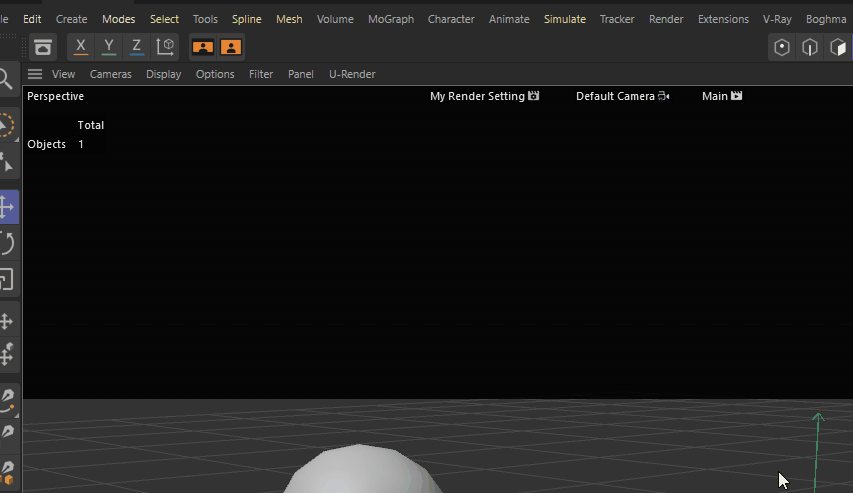 le Edit Create Modes Select Tools Spline Mesh Volume MoGraph Character Animate Simulate Tracker Render Extensions V-Ray Boghma
X Y Z
View Cameras Display Options Filter Panel U-Render
Perspective My Render Setting Default Camera Main
Total
Objects 1